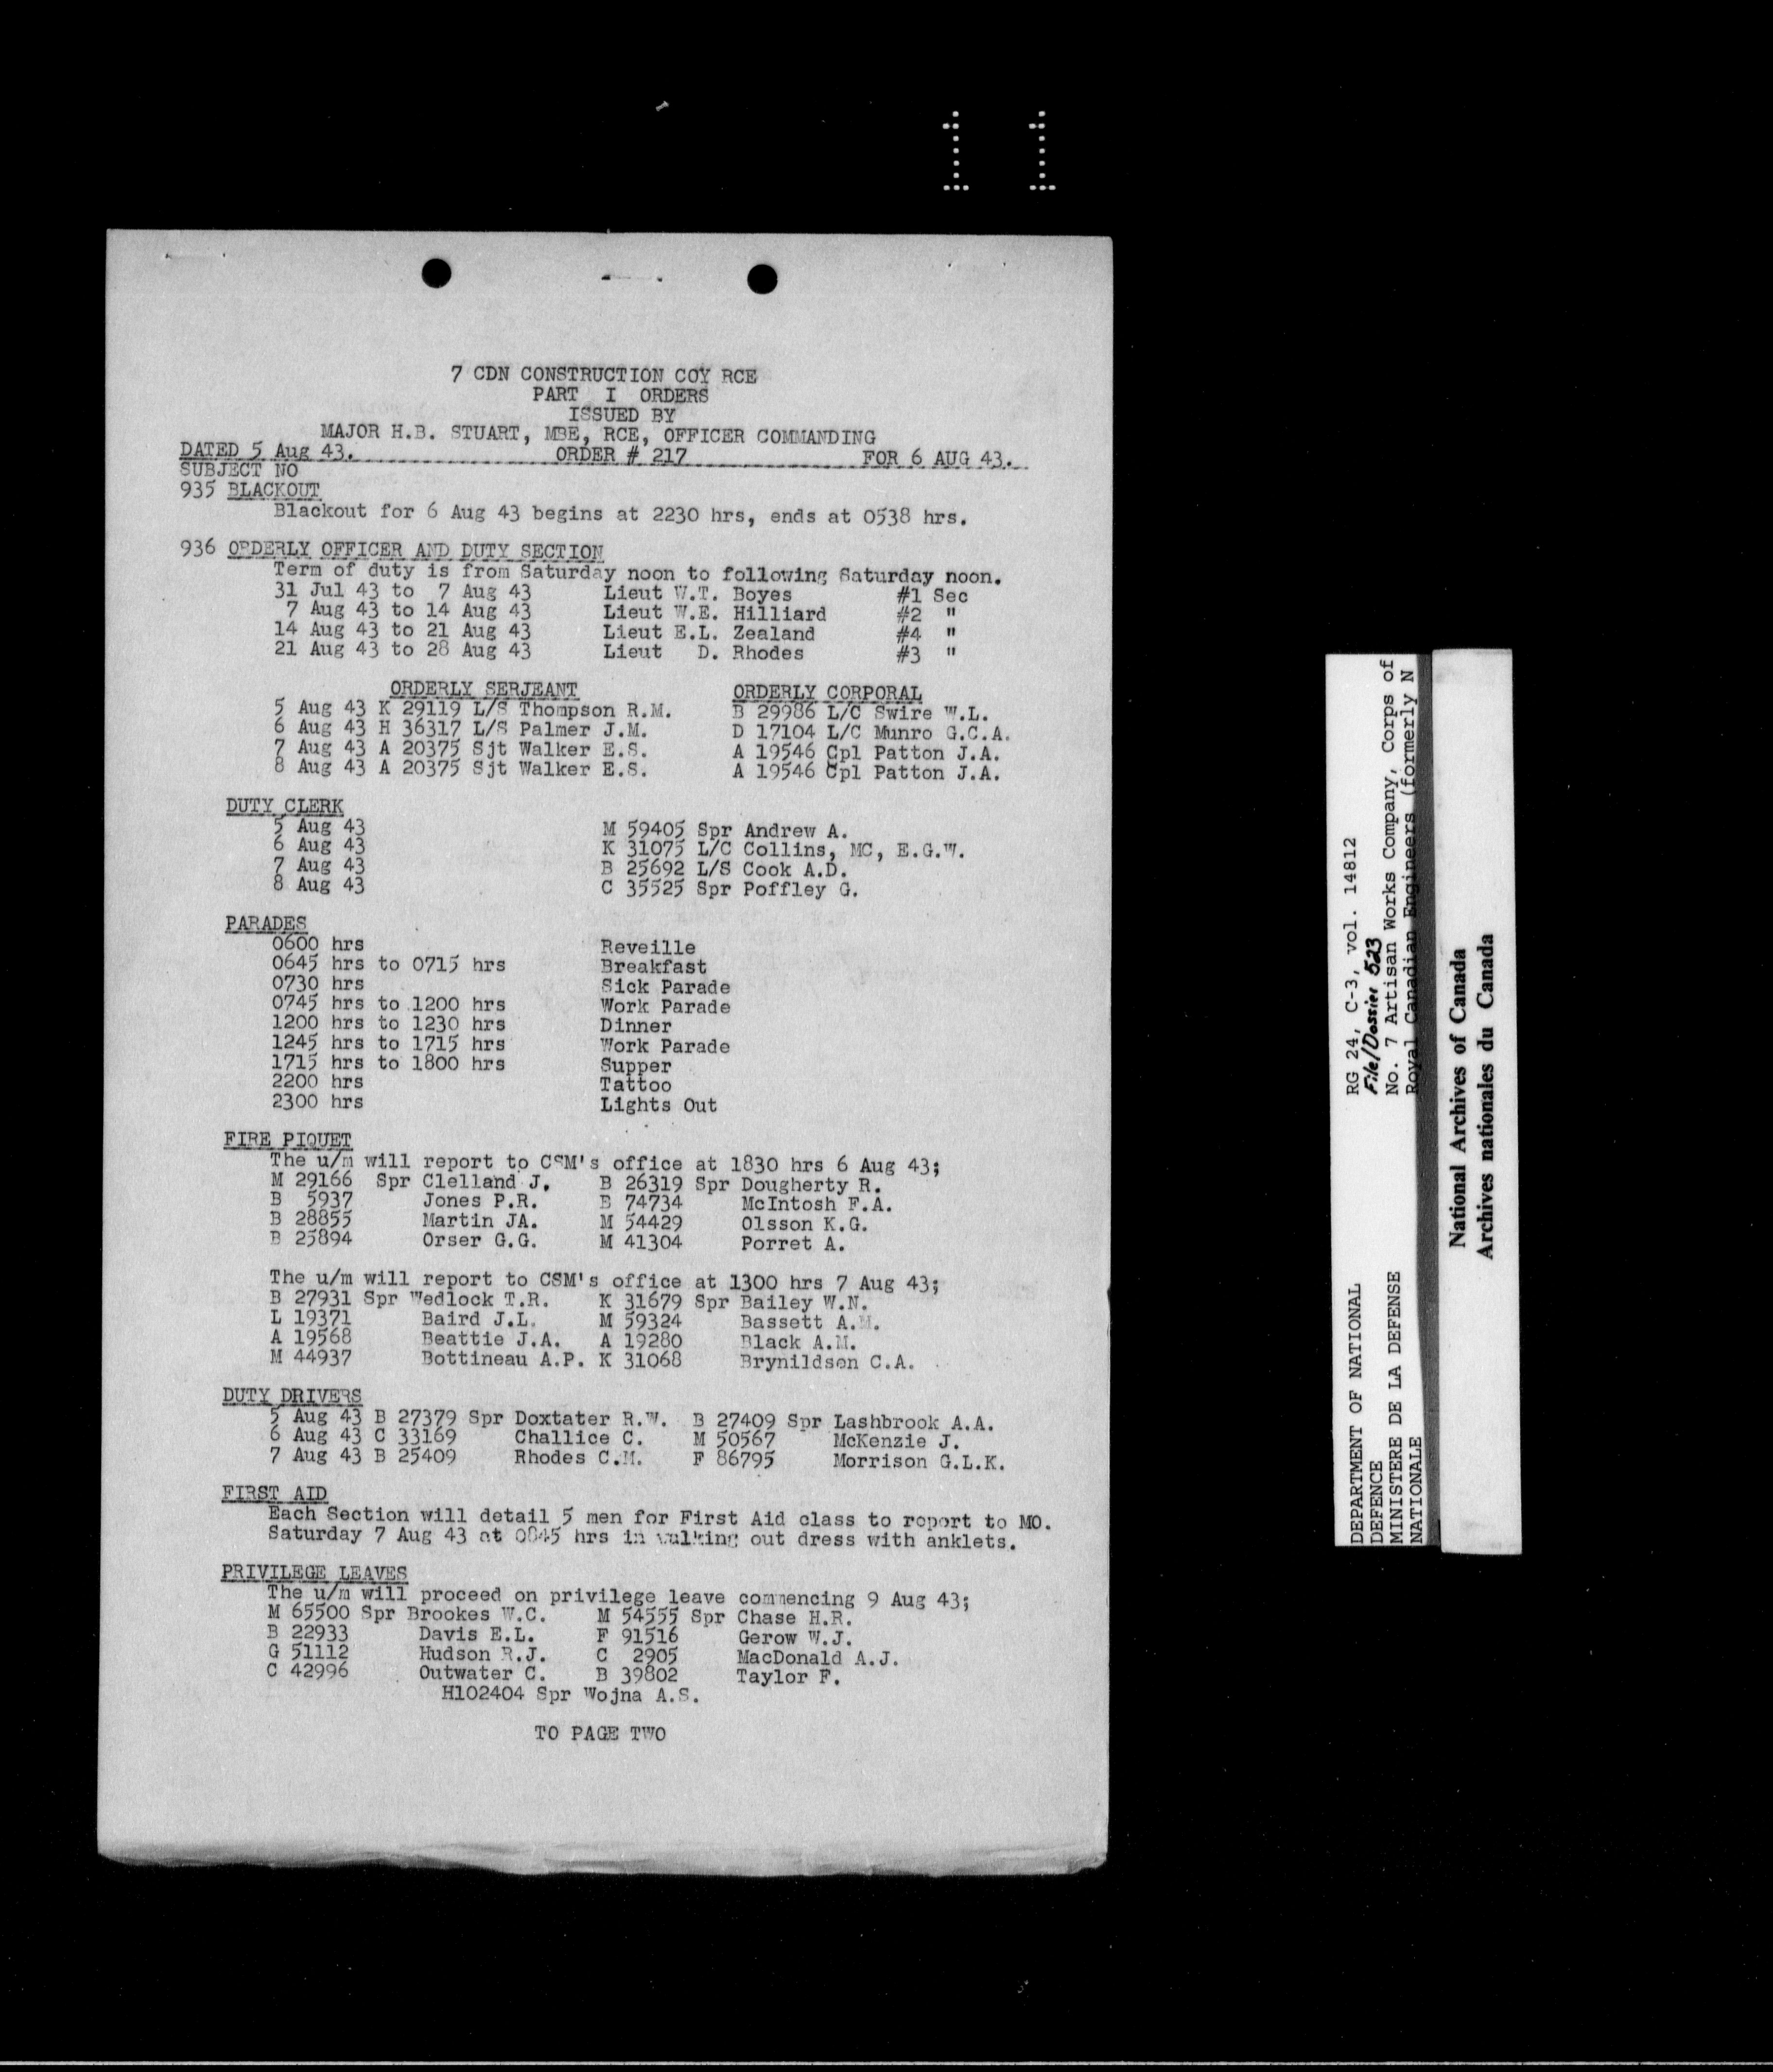 11
7 CDN CONSTRUCTION COY RCE
PART I ORDERS
ISSUED BY
MAJOR H.B. STUART, MBE, RCE, OFFICER COMMANDING
DATED 5 Aug 43. ORDER # 217 FOR 6 AUG 43.
SUBJECT NO
935 BLACKOUT
Blackout for 6 Aug 43 begins at 2230 hrs, ends at 0538 hrs.
936 ORDERLY OFFICER AND DUTY SECTION
Term of duty is from Saturday noon to following Saturday noon.
31 Jul 43 to 7 Aug 43 Lieut W.T. Boyes #1 Sec
7 Aug 43 to 14 Aug 43 Lieut W.E. Hilliard #2 "
14 Aug 43 to 21 Aug 43 Lieut E.L. Zealand #4 "
21 Aug 43 to 28 Aug 43 Lieut D. Rhodes #3 "
ORDERLY SERJEANT ORDERLY CORPORAL
5 Aug 43 K 29119 L/S Thompson R.M. B 29986 L/C Swire W.L.
6 Aug 43 H 36317 L/S Palmer J.M. D 17104 L/C Munro G.C.A.
7 Aug 43 A 20375 Sjt Walker E.S. A 19546 Cpl Patton J.A.
8 Aug 43 A 20375 Sjt Walker E.S. A 19546 Cpl Patton J.A.
DUTY CLERK
5 Aug 43 M 59405 Spr Andrew A.
6 Aug 43 K 31075 L/C Collins, MC, E.G.W.
7 Aug 43 B 25692 L/S Cook A.D.
8 Aug 43 C 35525 Spr Poffley G.
PARADES
0600 hrs Reveille
0645 hrs to 0715 hrs Breakfast
0730 hrs Sick Parade
0745 hrs to 1200 hrs Work Parade
1200 hrs to 1230 hrs Dinner
1245 hrs to 1715 hrs Work Parade
1715 hrs to 1800 hrs Supper
2200 hrs Tattoo
2300 hrs Lights Out
FIRE PIQUET
The u/m will report to CSM's office at 1830 hrs 6 Aug 43;
M 29166 Spr Clelland J. B 26319 Spr Dougherty R.
B 5937 Jones P.R. B 74734 McIntosh F.A.
B 28855 Martin JA. M 54429 Olsson K.G.
B 25894 Orser G.G. M 41304 Porret A.
The u/m will report to CSM's office at 1300 hrs 7 Aug 43;
B 27931 Spr Wedlock T.R. K 31679 Spr Bailey W.N.
L 19371 Baird J.L. M 59324 Bassett A.M.
A 19568 Beattie J.A. A 19280 Black A.M.
M 44937 Bottineau A.P. K 31068 Brynildsen C.A.
DUTY DRIVERS
5 Aug 43 B 27379 Spr Doxtater R.W. B 27409 Spr Lashbrook A.A.
6 Aug 43 C 33169 Challice C. M 50567 McKenzie J.
7 Aug 43 B 25409 Rhodes C.M. F 86795 Morrison G.L.K.
FIRST AID
Each Section will detail 5 men for First Aid class to report to MO.
Saturday 7 Aug 43 at 0845 hrs in walking out dress with anklets.
PRIVILEGE LEAVES
The u/m will proceed on privilege leave commencing 9 Aug 43;
M 65500 Spr Brookes W.C. M 54555 Spr Chase H.R.
B 22933 Davis E.L. F 91516 Gerow W.J.
G 51112 Hudson R.J. C 2905 MacDonald A.J.
C 42996 Outwater C. B 39802 Taylor F.
H102404 Spr Wojna A.S.
TO PAGE TWO
DEPARTMENT OF NATIONAL
DEFENCE
MINISTERE DE LA DEFENSE
NATIONALE
RG 24, C-3, vol. 14812
File/Dossier 523
No. 7 Artisan Works Company, Corps of
Royal Canadian Engineers (formerly N
National Archives of Canada
Archives nationales du Canada